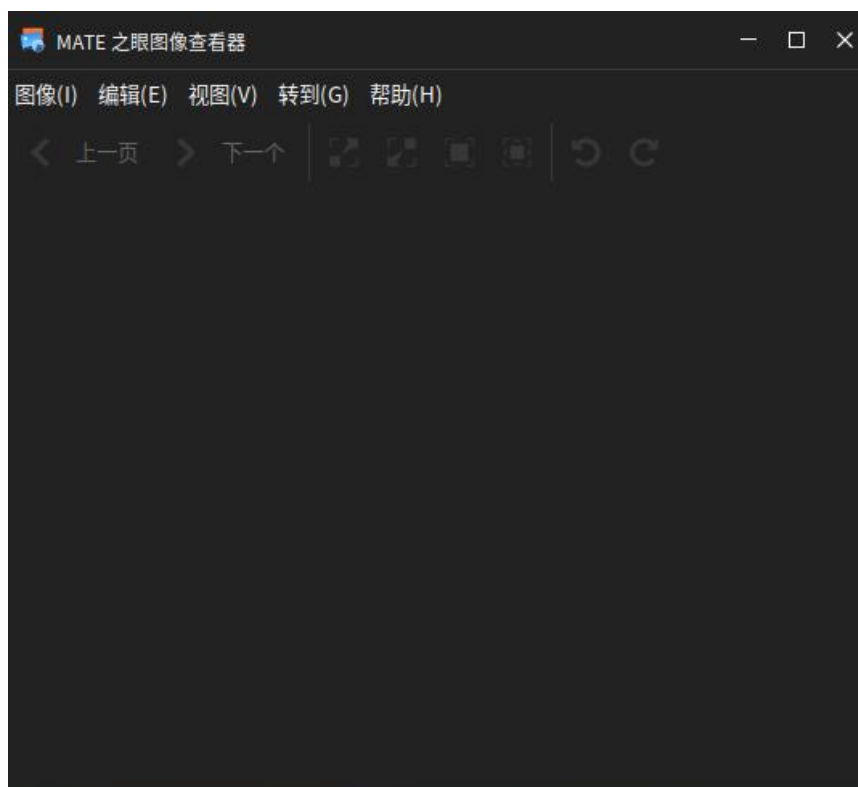 MATE 之眼图像查看器
图像(I) 编辑(E) 视图(V) 转到(G) 帮助(H)
上一页 下一个